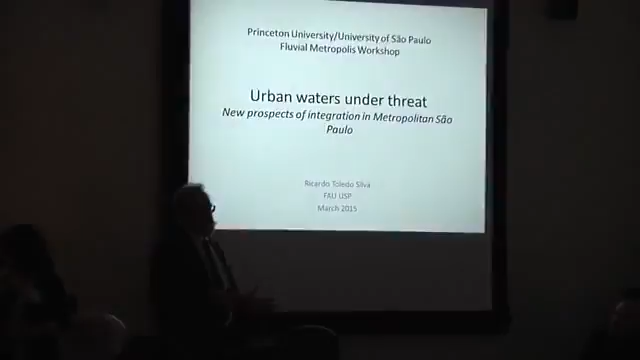 Princeton University/University of São Paulo
Fluvial Metropolis Workshop
Urban waters under threat
New prospects of integration in Metropolitan São
Paulo
Ricardo Toledo Silva
FAU USP
March 2015